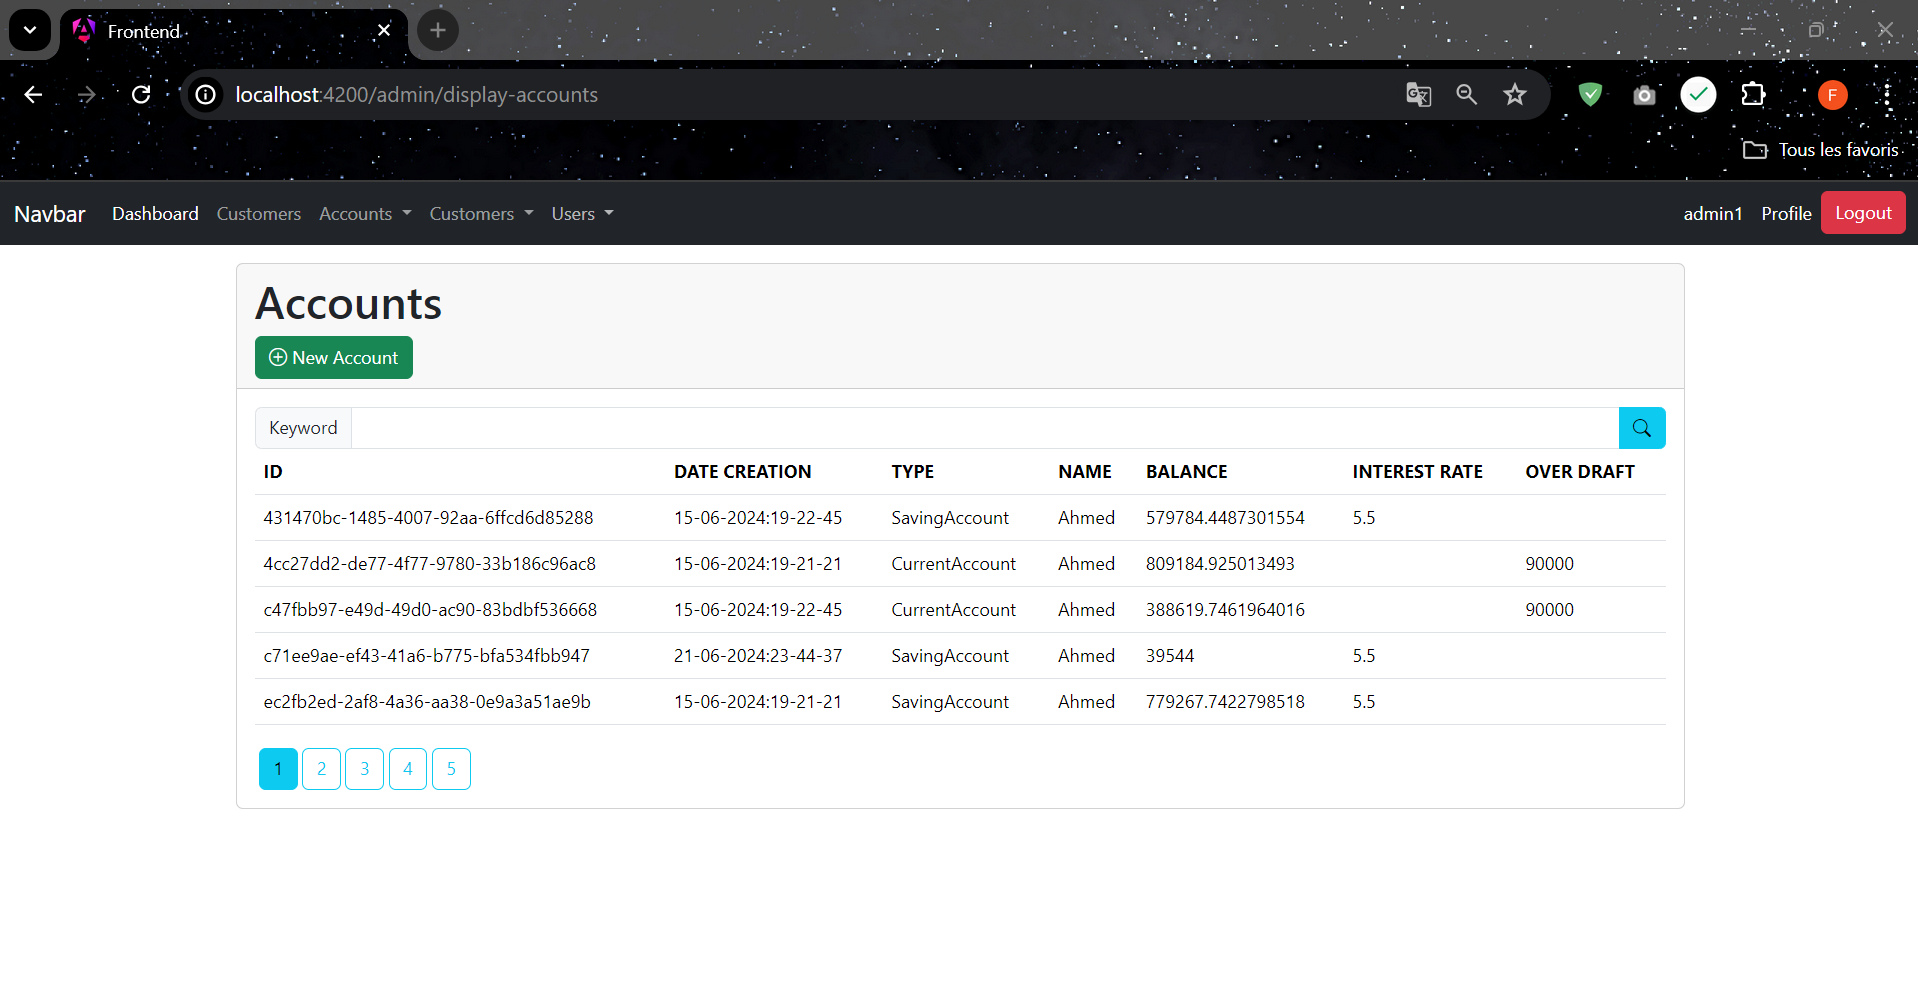 Frontend
localhost:4200/admin/display-accounts
F
Tous les favoris
Navbar Dashboard Customers Accounts Customers Users admin1 Profile Logout
Accounts
New Account
Keyword
ID DATE CREATION TYPE NAME BALANCE INTEREST RATE OVER DRAFT
431470bc-1485-4007-92aa-6ffcd6d85288 15-06-2024:19-22-45 SavingAccount Ahmed 579784.4487301554 5.5
4cc27dd2-de77-4f77-9780-33b186c96ac8 15-06-2024:19-21-21 CurrentAccount Ahmed 809184.925013493 90000
c47fbb97-e49d-49d0-ac90-83bdbf536668 15-06-2024:19-22-45 CurrentAccount Ahmed 388619.7461964016 90000
c71ee9ae-ef43-41a6-b775-bfa534fbb947 21-06-2024:23-44-37 SavingAccount Ahmed 39544 5.5
ec2fb2ed-2af8-4a36-aa38-0e9a3a51ae9b 15-06-2024:19-21-21 SavingAccount Ahmed 779267.7422798518 5.5
1 2 3 4 5